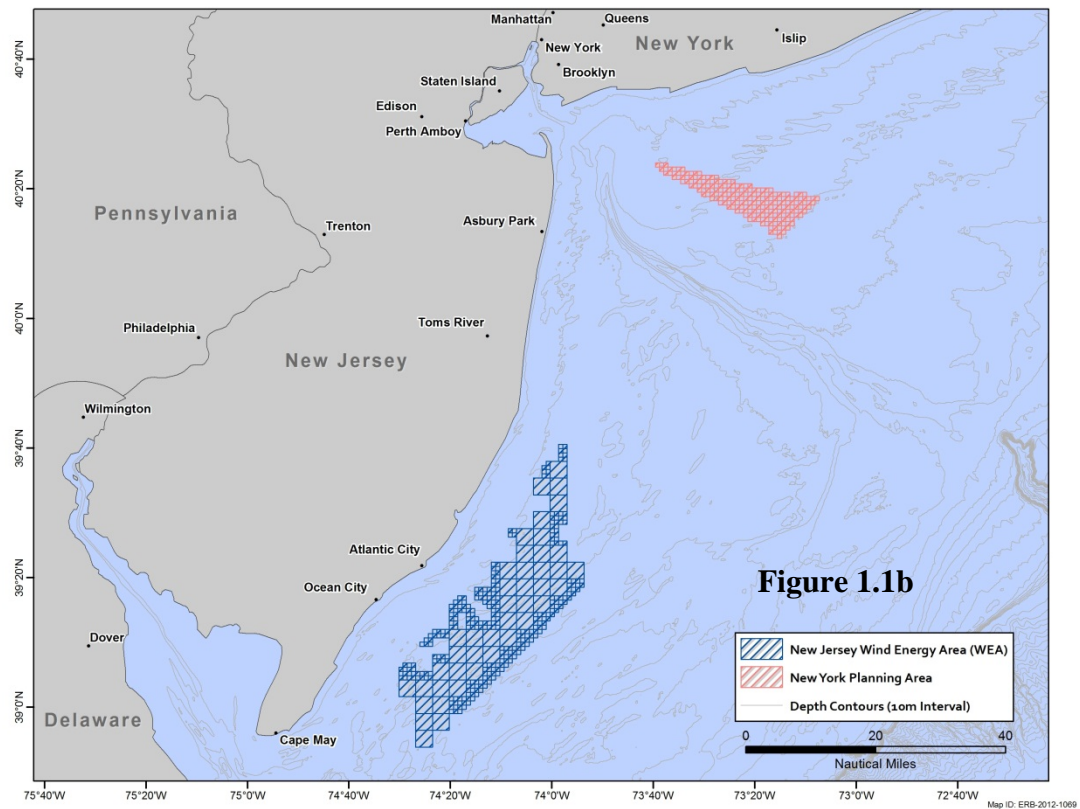 Manhattan
Queens
New York
Islip
New York
Brooklyn
Staten Island
Edison
Perth Amboy
Pennsylvania
Trenton
Asbury Park
Philadelphia
Toms River
New Jersey
Wilmington
Atlantic City
Ocean City
Dover
Delaware
Cape May
40°40'N
40°20'N
40°0'N
39°40'N
39°20'N
39°0'N
Figure 1.1b
New Jersey Wind Energy Area (WEA)
New York Planning Area
Depth Contours (10m Interval)
0 20 40
Nautical Miles
75°40'W 75°20'W 75°0'W 74°40'W 74°20'W 74°0'W 73°40'W 73°20'W 73°0'W 72°40'W
Map ID: ERB-2012-1069